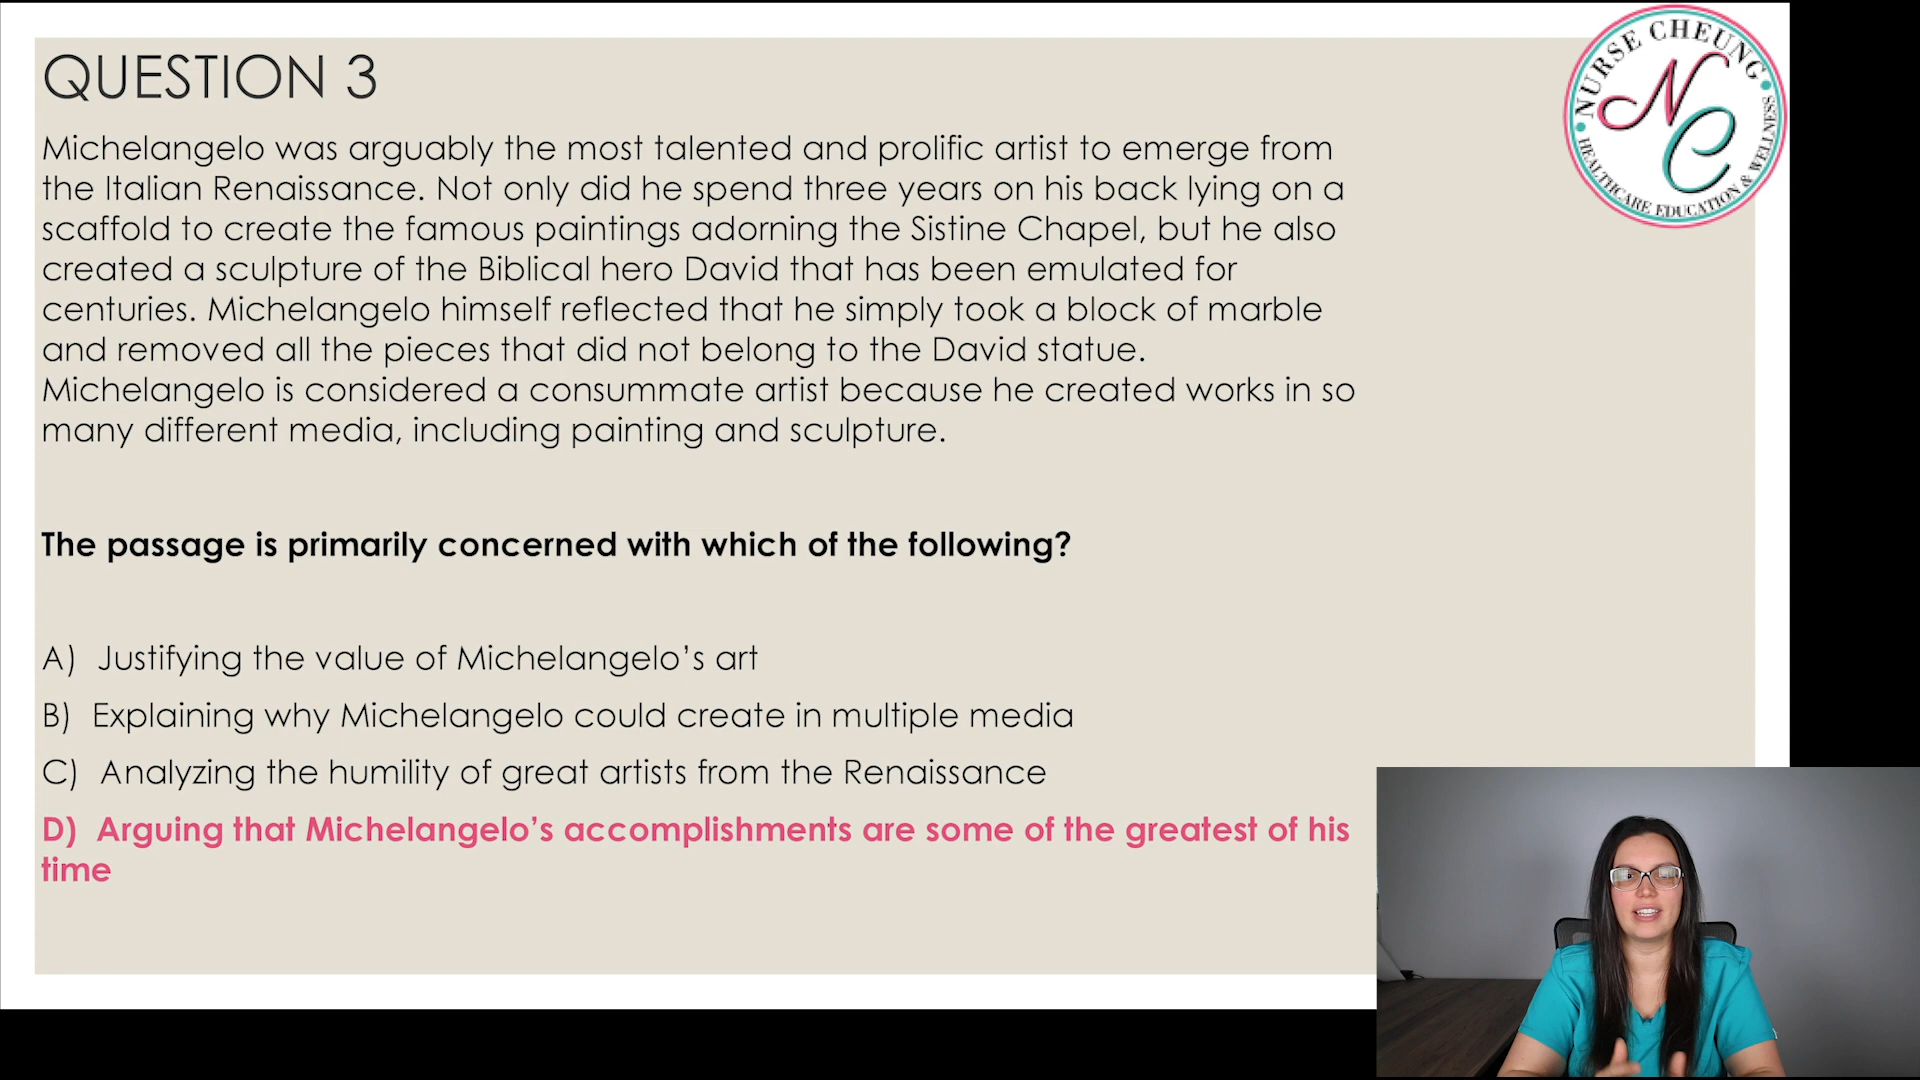 QUESTION 3
NURSE CHEUNG
NC
HEALTHCARE EDUCATION & WELLNESS
Michelangelo was arguably the most talented and prolific artist to emerge from
the Italian Renaissance. Not only did he spend three years on his back lying on a
scaffold to create the famous paintings adorning the Sistine Chapel, but he also
created a sculpture of the Biblical hero David that has been emulated for
centuries. Michelangelo himself reflected that he simply took a block of marble
and removed all the pieces that did not belong to the David statue.
Michelangelo is considered a consummate artist because he created works in so
many different media, including painting and sculpture.
The passage is primarily concerned with which of the following?
A) Justifying the value of Michelangelo’s art
B) Explaining why Michelangelo could create in multiple media
C) Analyzing the humility of great artists from the Renaissance
D) Arguing that Michelangelo’s accomplishments are some of the greatest of his
time